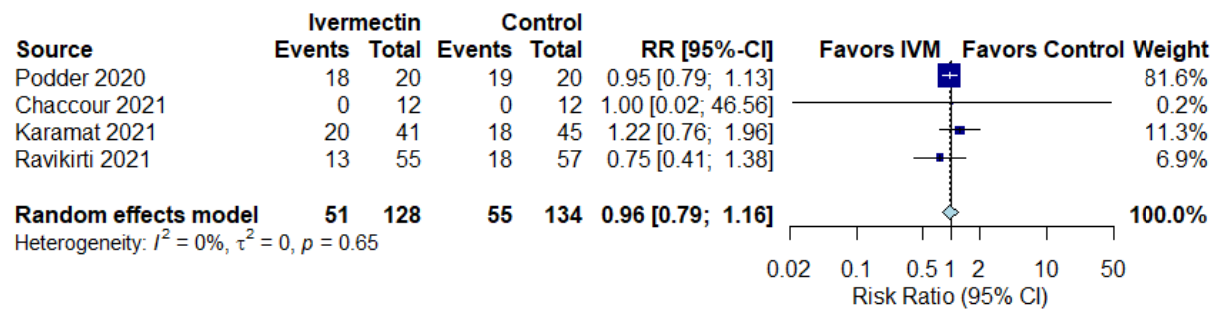 Ivermectin Control
Source Events Total Events Total RR [95%-CI] Favors IVM Favors Control Weight
Podder 2020 18 20 19 20 0.95 [0.79; 1.13] 81.6%
Chaccour 2021 0 12 0 12 1.00 [0.02; 46.56] 0.2%
Karamat 2021 20 41 18 45 1.22 [0.76; 1.96] 11.3%
Ravikirti 2021 13 55 18 57 0.75 [0.41; 1.38] 6.9%
Random effects model 51 128 55 134 0.96 [0.79; 1.16] 100.0%
Heterogeneity: I² = 0%, τ² = 0, p = 0.65
0.02 0.1 0.5 1 2 10 50
Risk Ratio (95% CI)